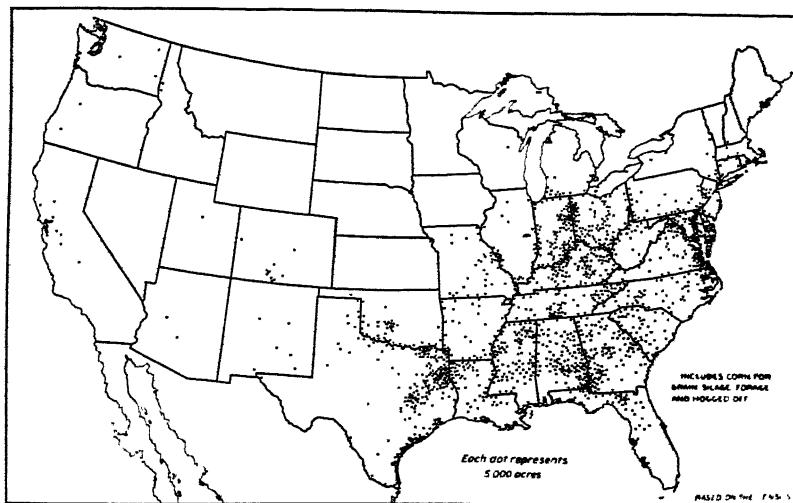 INCLUDES CORN FOR
GRAIN SILAGE FORAGE
AND HOGGED OFF
Each dot represents
5 000 acres
BASED ON THE